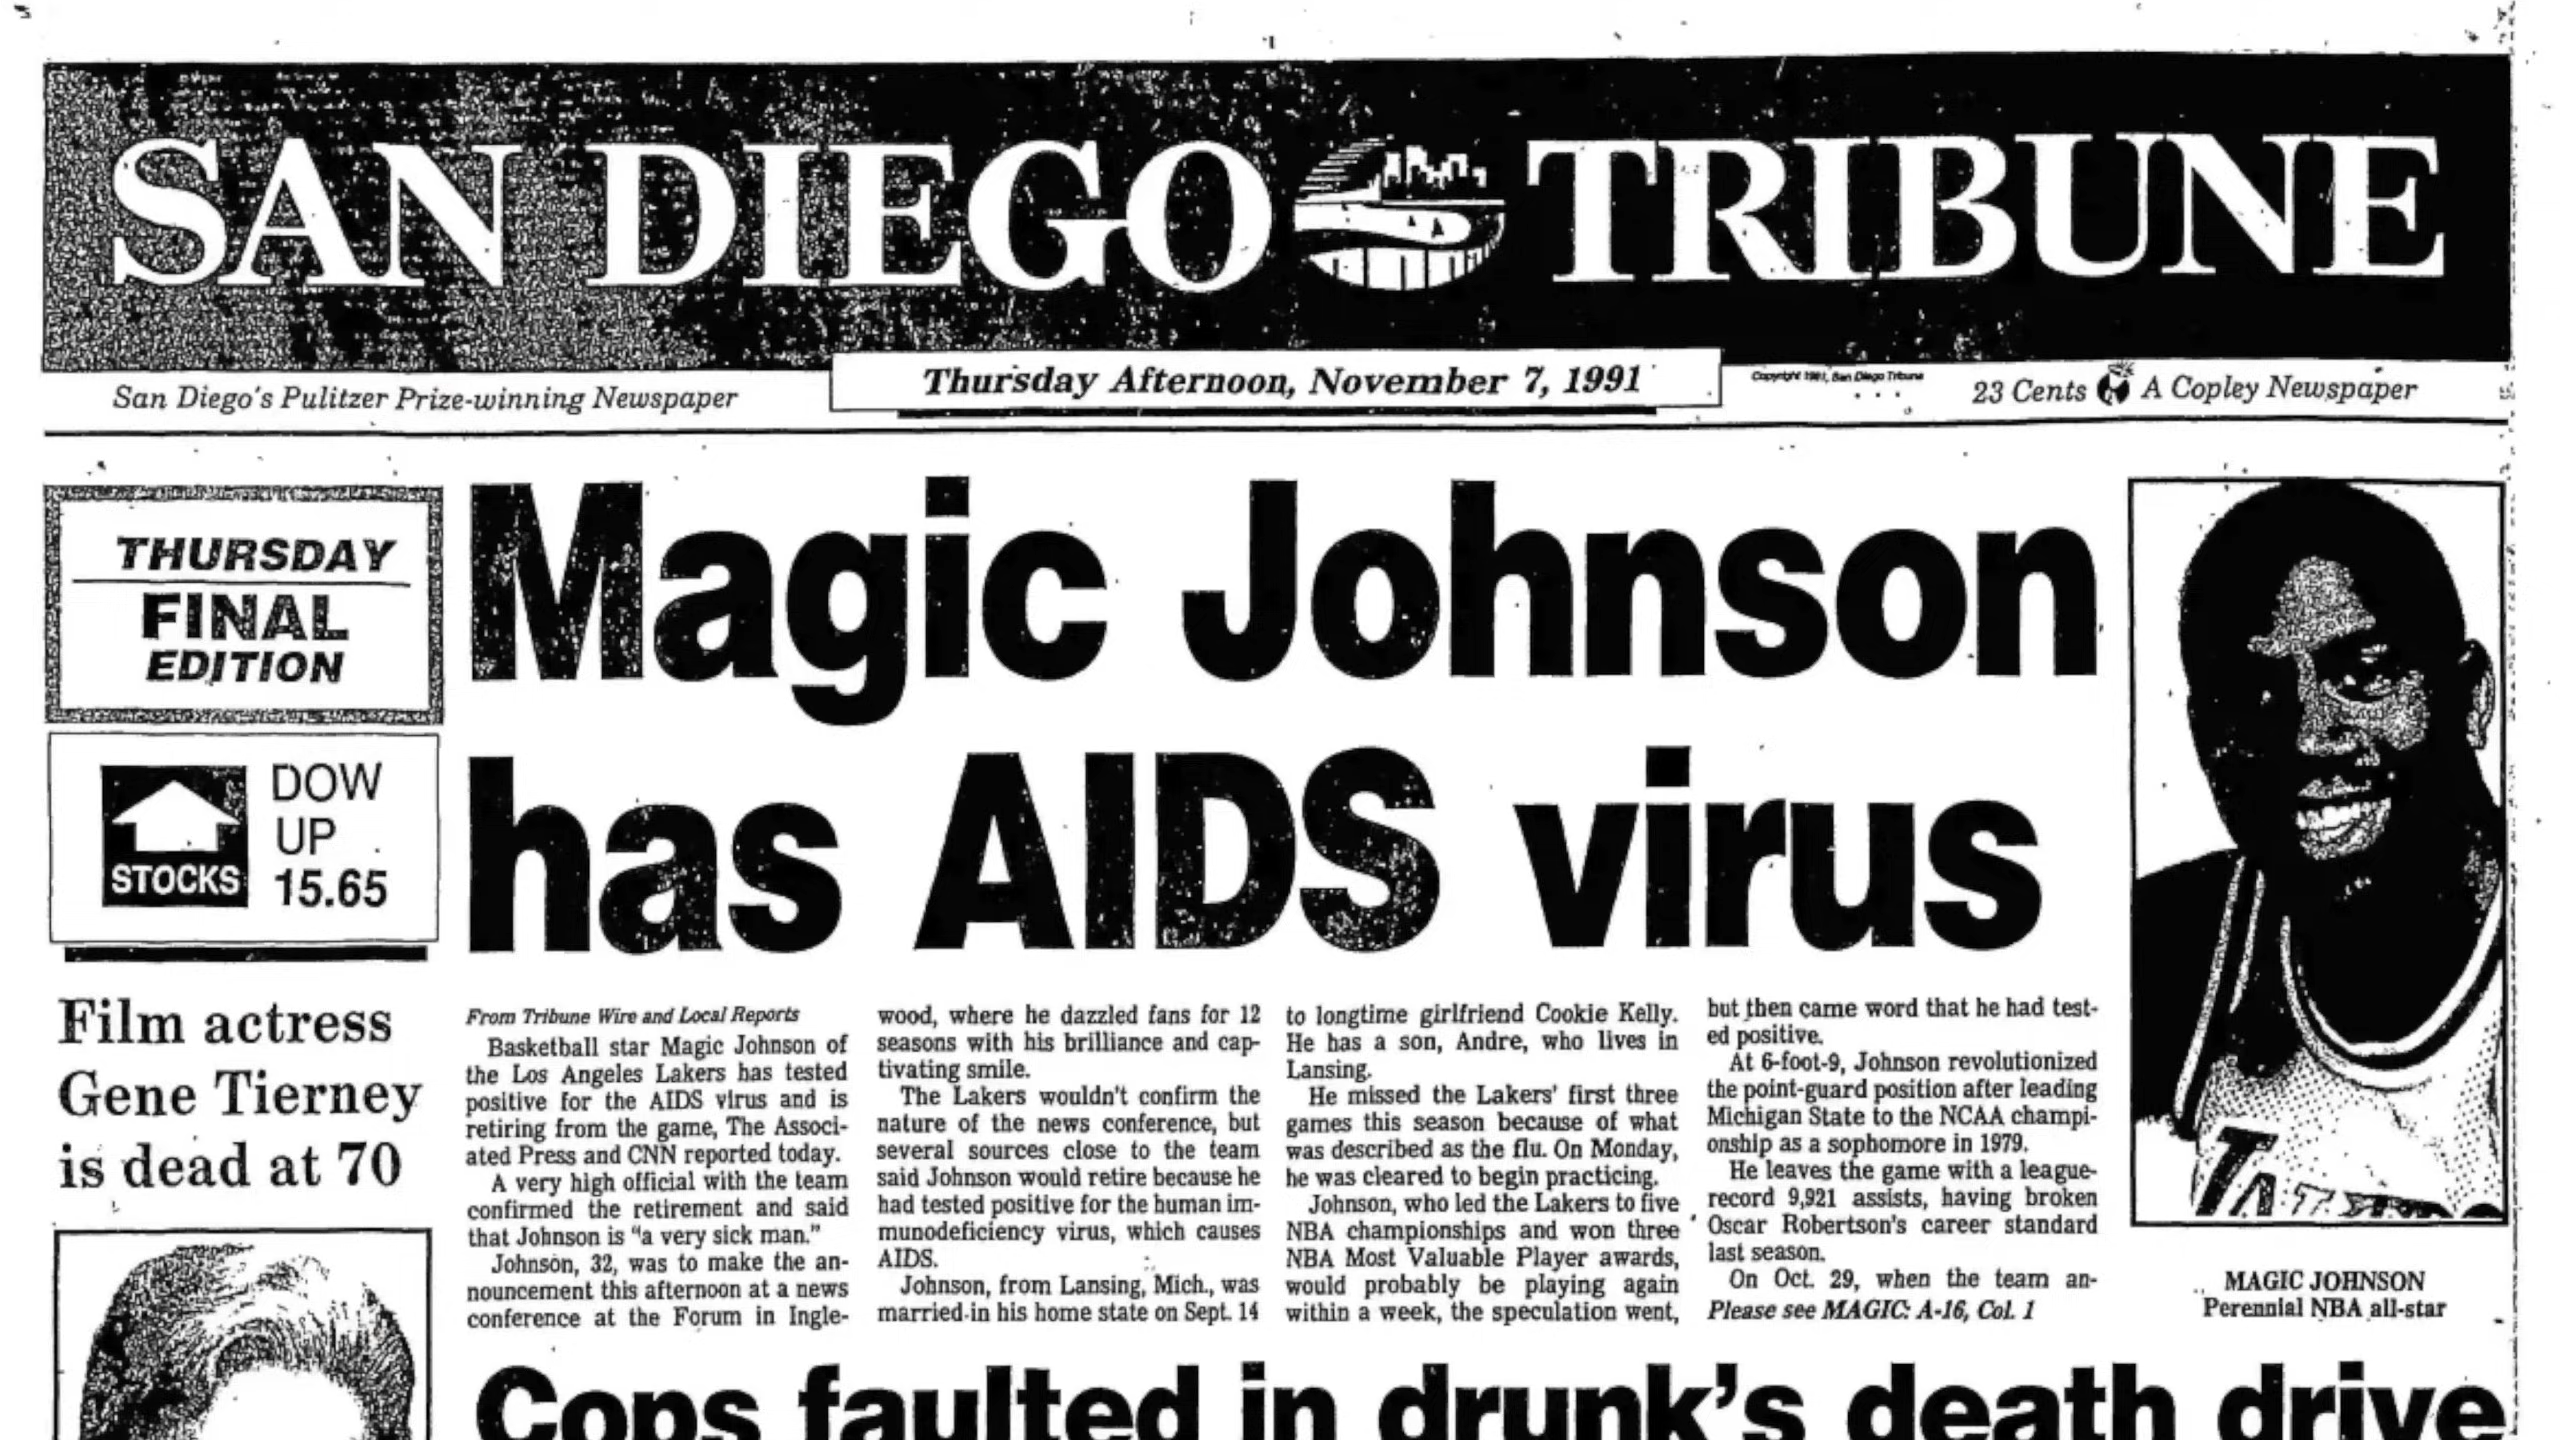 SAN DIEGO TRIBUNE
San Diego's Pulitzer Prize-winning Newspaper
Thursday Afternoon, November 7, 1991
Copyright 1991, San Diego Tribune
23 Cents
A Copley Newspaper
THURSDAY
FINAL
EDITION
STOCKS
DOW
UP
15.65
Film actress
Gene Tierney
is dead at 70
Magic Johnson
has AIDS virus
From Tribune Wire and Local Reports
Basketball star Magic Johnson of
the Los Angeles Lakers has tested
positive for the AIDS virus and is
retiring from the game, The Associ-
ated Press and CNN reported today.
A very high official with the team
confirmed the retirement and said
that Johnson is "a very sick man."
Johnson, 32, was to make the an-
nouncement this afternoon at a news
conference at the Forum in Ingle-
wood, where he dazzled fans for 12
seasons with his brilliance and cap-
tivating smile.
The Lakers wouldn't confirm the
nature of the news conference, but
several sources close to the team
said Johnson would retire because he
had tested positive for the human im-
munodeficiency virus, which causes
AIDS.
Johnson, from Lansing, Mich., was
married in his home state on Sept. 14
to longtime girlfriend Cookie Kelly.
He has a son, Andre, who lives in
Lansing.
He missed the Lakers' first three
games this season because of what
was described as the flu. On Monday,
he was cleared to begin practicing.
Johnson, who led the Lakers to five
NBA championships and won three
NBA Most Valuable Player awards,
would probably be playing again
within a week, the speculation went,
but then came word that he had test-
ed positive.
At 6-foot-9, Johnson revolutionized
the point-guard position after leading
Michigan State to the NCAA champi-
onship as a sophomore in 1979.
He leaves the game with a league-
record 9,921 assists, having broken
Oscar Robertson's career standard
last season.
On Oct. 29, when the team an-
Please see MAGIC: A-16, Col. 1
MAGIC JOHNSON
Perennial NBA all-star
Cops faulted in drunk's death drive